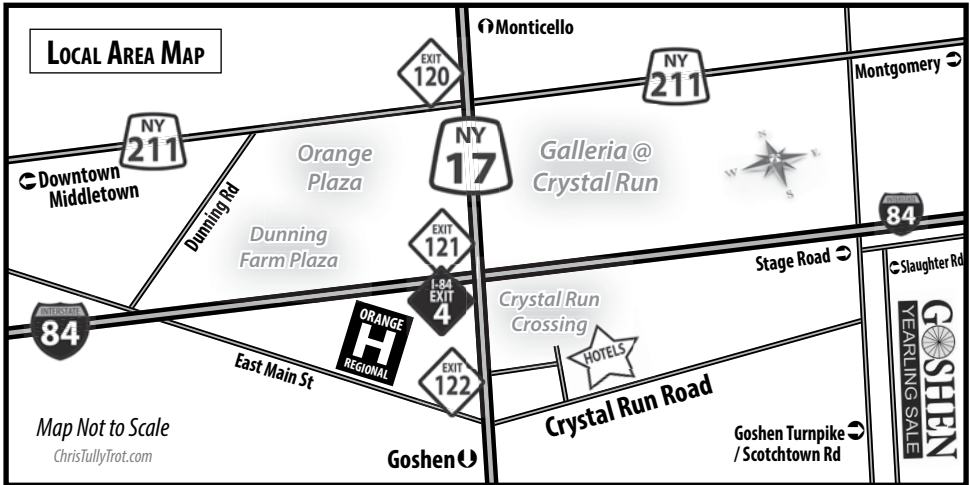 LOCAL AREA MAP
Monticello
EXIT
120
NY
211
Montgomery
NY
211
NY
17
Orange
Plaza
Galleria @
Crystal Run
N
W
E
S
Downtown
Middletown
Dunning Rd
INTERSTATE
84
Dunning
Farm Plaza
EXIT
121
Stage Road
Slaughter Rd
I-84
EXIT
4
Crystal Run
Crossing
INTERSTATE
84
ORANGE
H
REGIONAL
HOTELS
GOSHEN
YEARLING SALE
East Main St
EXIT
122
Crystal Run Road
Map Not to Scale
ChrisTullyTrot.com
Goshen
Goshen Turnpike
/ Scotchtown Rd